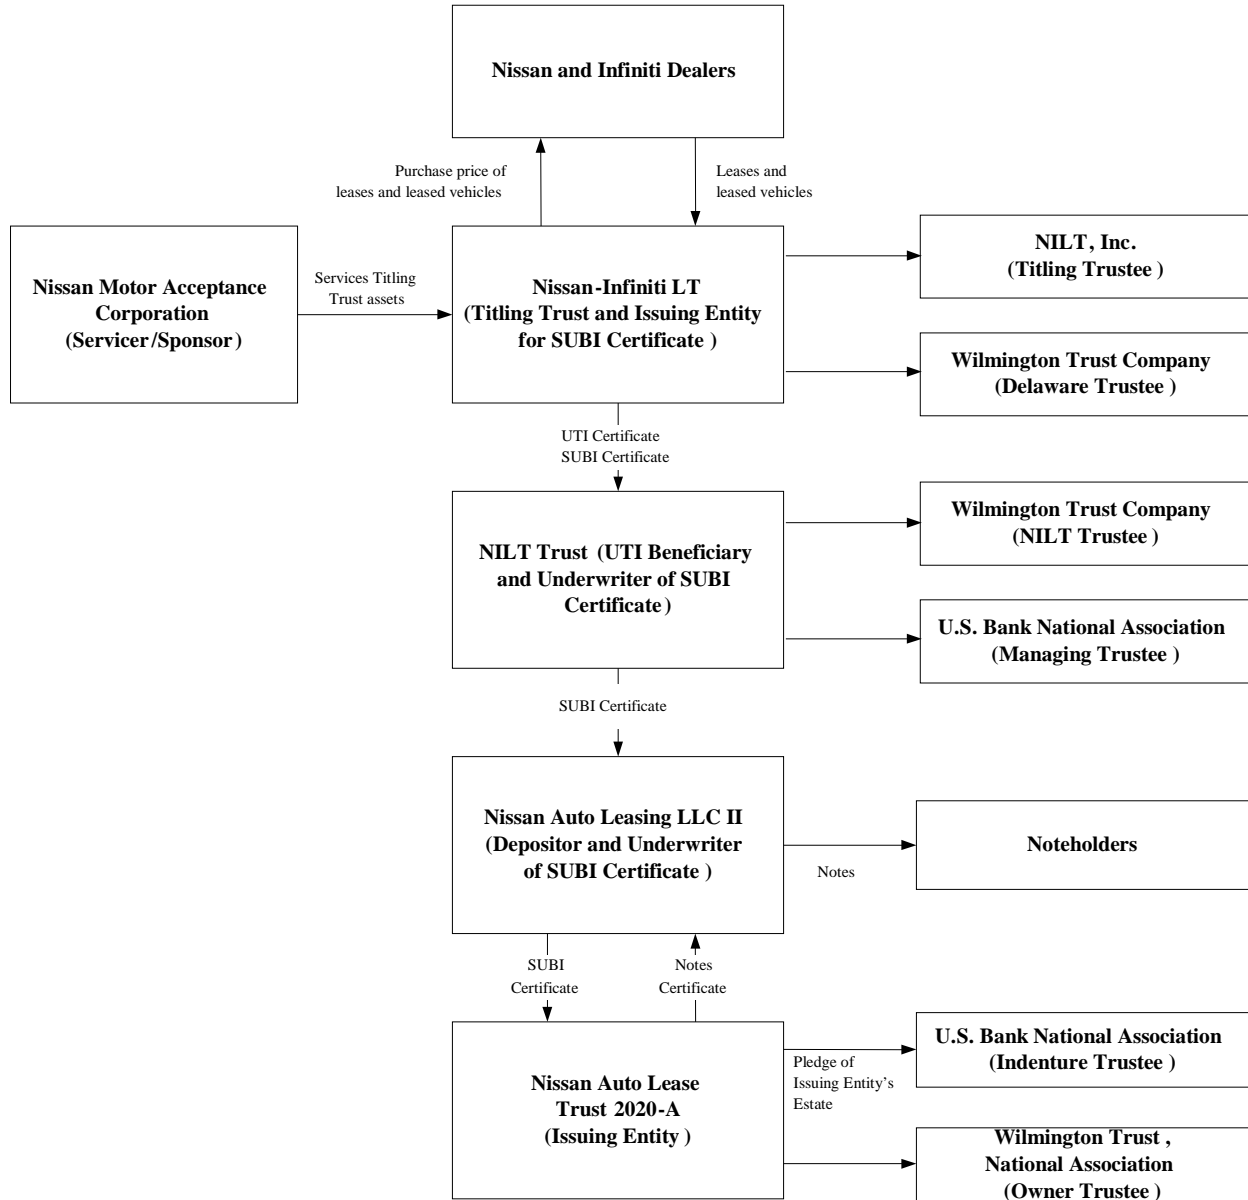 Nissan and Infiniti Dealers
Purchase price of
leases and leased vehicles
Leases and
leased vehicles
Nissan Motor Acceptance
Corporation
(Servicer/Sponsor)
Services Titling
Trust assets
Nissan-Infiniti LT
(Titling Trust and Issuing Entity
for SUBI Certificate )
NILT, Inc.
(Titling Trustee )
Wilmington Trust Company
(Delaware Trustee )
UTI Certificate
SUBI Certificate
NILT Trust (UTI Beneficiary
and Underwriter of SUBI
Certificate)
Wilmington Trust Company
(NILT Trustee )
U.S. Bank National Association
(Managing Trustee )
SUBI Certificate
Nissan Auto Leasing LLC II
(Depositor and Underwriter
of SUBI Certificate )
Notes
Noteholders
SUBI
Certificate
Notes
Certificate
Nissan Auto Lease
Trust 2020-A
(Issuing Entity )
Pledge of
Issuing Entity's
Estate
U.S. Bank National Association
(Indenture Trustee )
Wilmington Trust ,
National Association
(Owner Trustee )